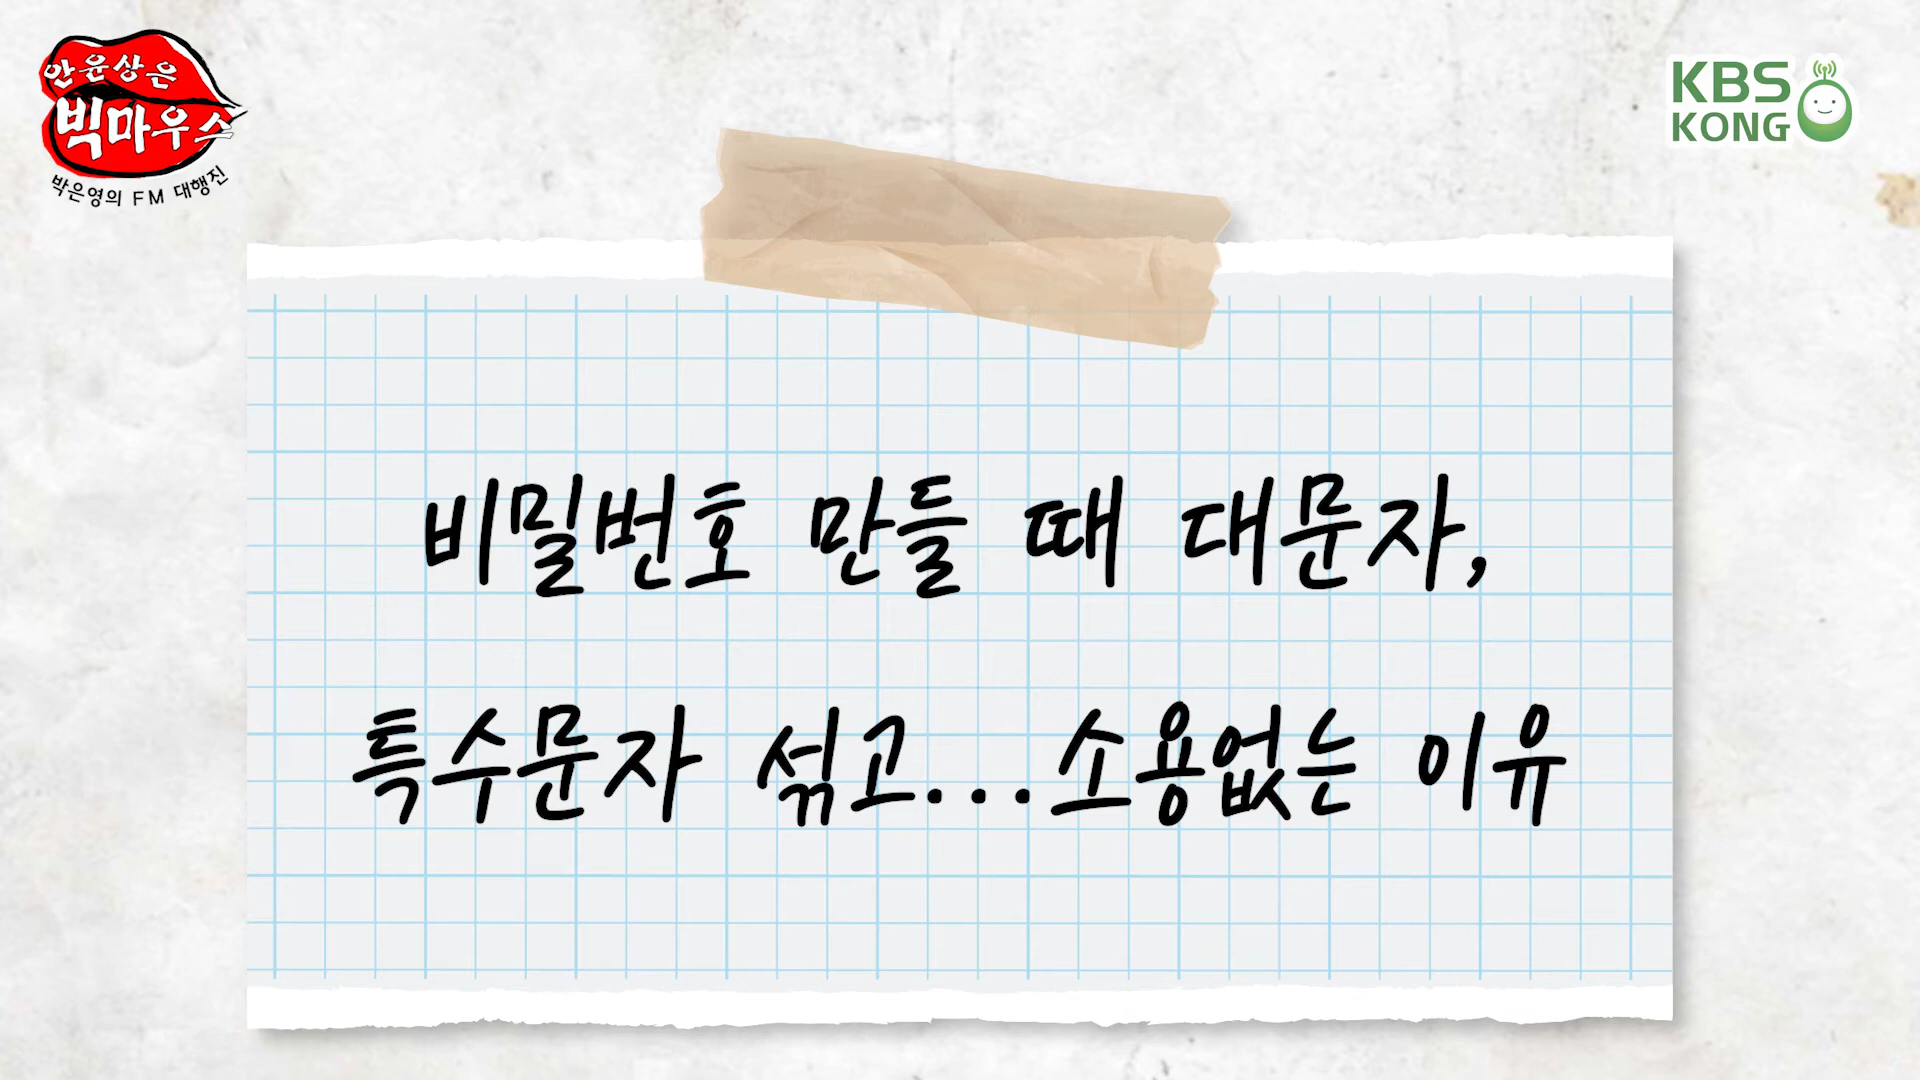 안윤상은
빅마우스
박은영의 FM 대행진
KBS
KONG
비밀번호 만들 때 대문자,
특수문자 섞고...소용없는 이유